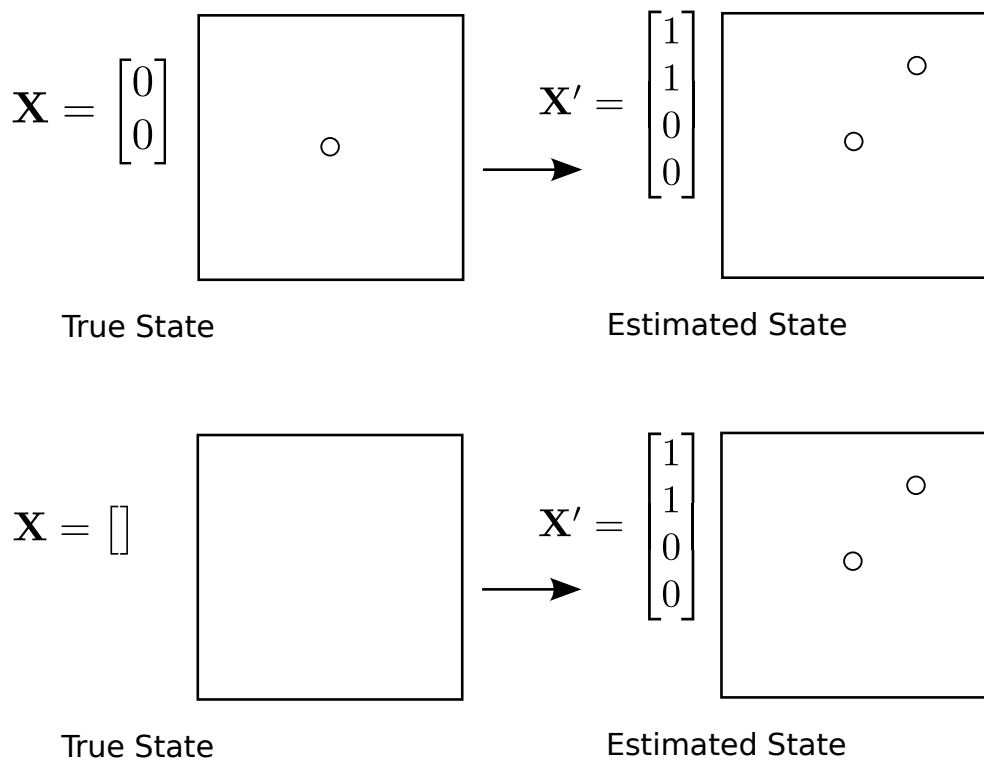 X = [0 0]
X′ = [1 1 0 0]
True State
Estimated State
X = []
X′ = [1 1 0 0]
True State
Estimated State